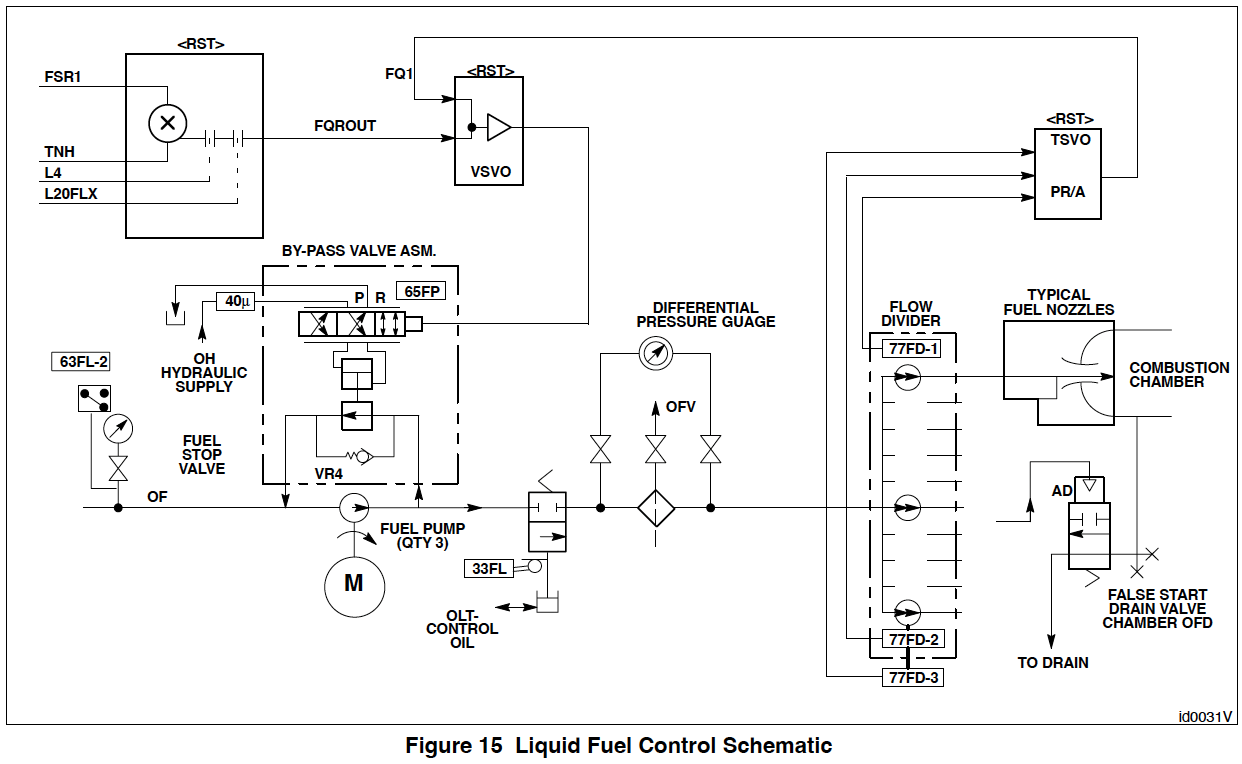 <RST>
FSR1
TNH
L4
L20FLX
FQROUT
FQ1
<RST>
VSVO
<RST>
TSVO
PR/A
BY-PASS VALVE ASM.
40µ
P R
65FP
OH
HYDRAULIC
SUPPLY
63FL-2
FUEL
STOP
VALVE
VR4
OF
FUEL PUMP
(QTY 3)
M
33FL
OLT-
CONTROL
OIL
DIFFERENTIAL
PRESSURE GUAGE
OFV
FLOW
DIVIDER
77FD-1
77FD-2
77FD-3
TYPICAL
FUEL NOZZLES
COMBUSTION
CHAMBER
AD
FALSE START
DRAIN VALVE
CHAMBER OFD
TO DRAIN
id0031V
Figure 15 Liquid Fuel Control Schematic